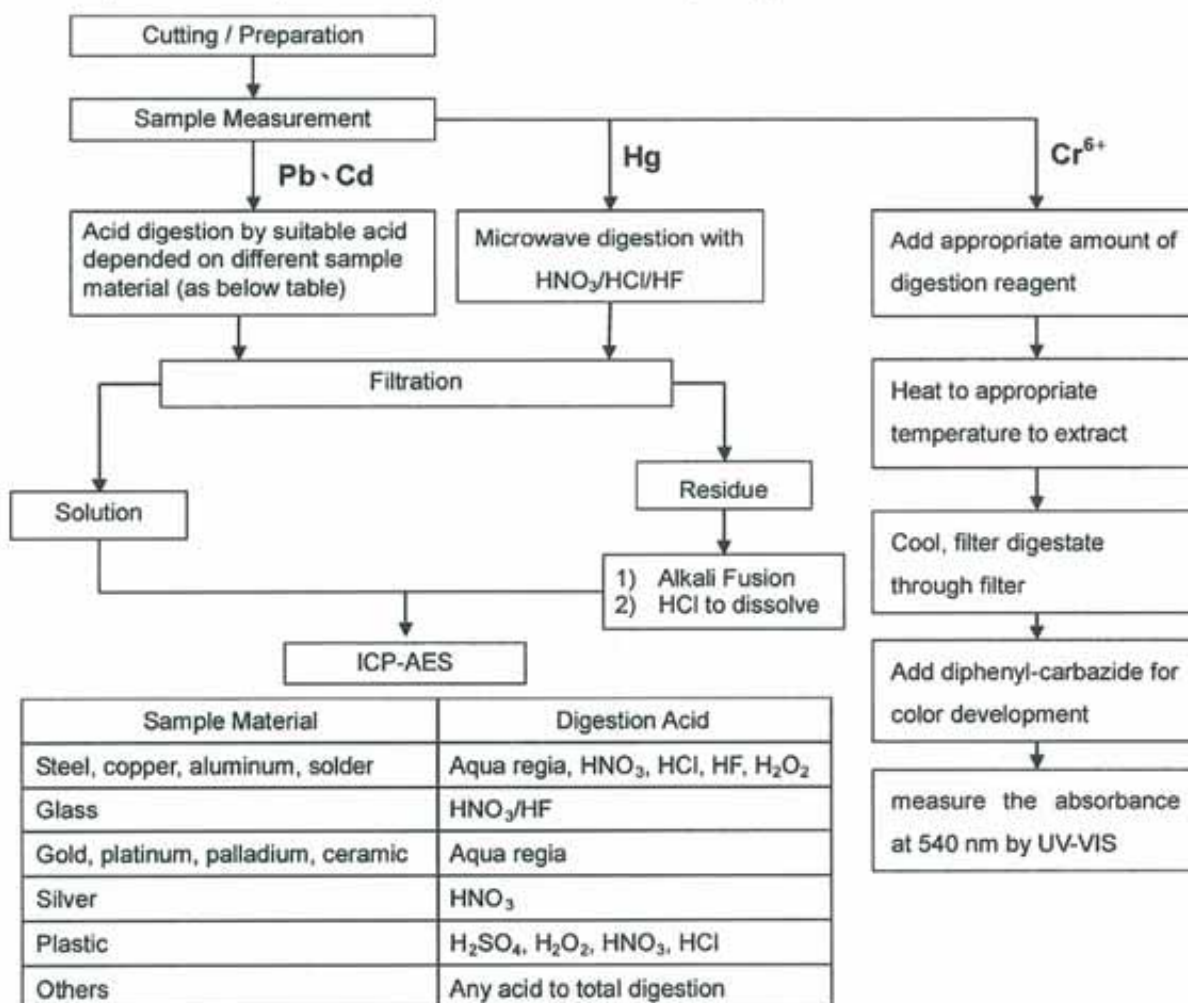 Cutting / Preparation
Sample Measurement
Pb、Cd
Hg
Cr⁶⁺
Acid digestion by suitable acid
depended on different sample
material (as below table)
Microwave digestion with
HNO₃/HCl/HF
Add appropriate amount of
digestion reagent
Filtration
Heat to appropriate
temperature to extract
Solution
Residue
1) Alkali Fusion
2) HCl to dissolve
Cool, filter digestate
through filter
ICP-AES
Add diphenyl-carbazide for
color development
measure the absorbance
at 540 nm by UV-VIS
Sample Material Digestion Acid
Steel, copper, aluminum, solder Aqua regia, HNO₃, HCl, HF, H₂O₂
Glass HNO₃/HF
Gold, platinum, palladium, ceramic Aqua regia
Silver HNO₃
Plastic H₂SO₄, H₂O₂, HNO₃, HCl
Others Any acid to total digestion